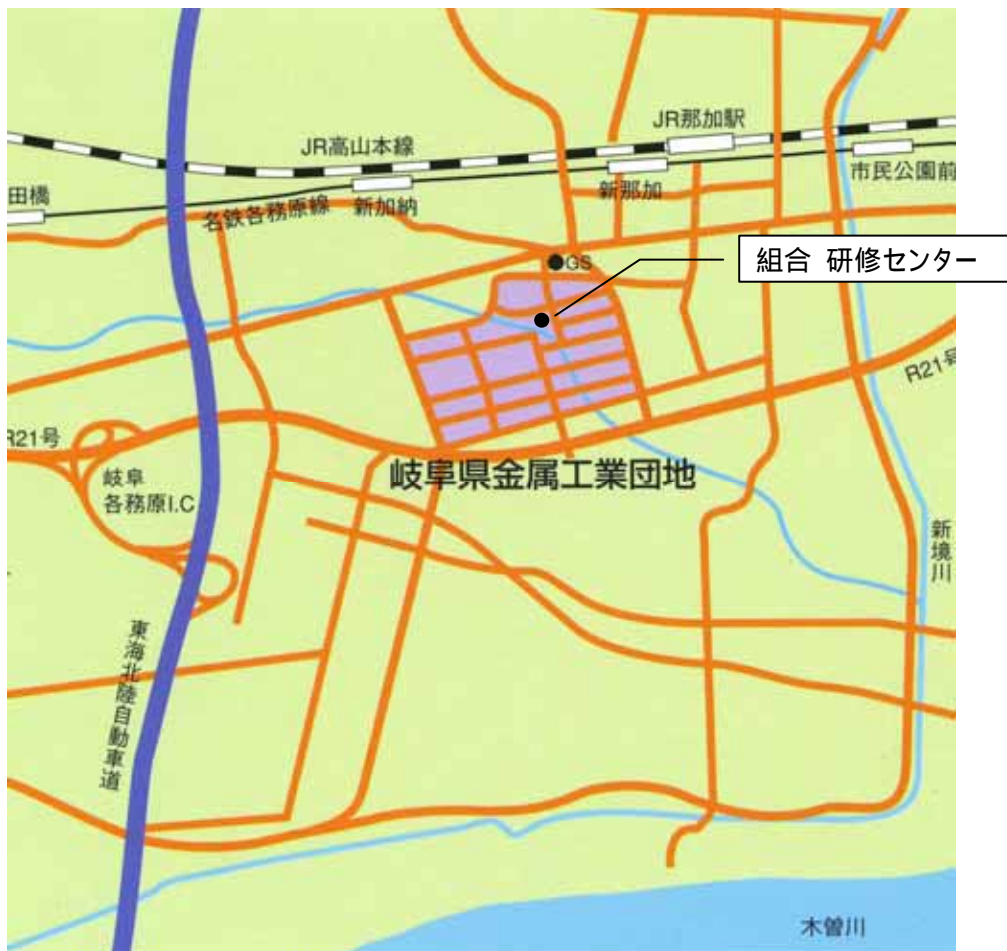 JR那加駅
JR高山本線
市民公園前
新那加
田橋
新加納
名鉄各務原線
GS
組合 研修センター
R21号
R21号
岐阜県金属工業団地
岐阜
各務原I.C
新境川
東海北陸自動車道
木曽川